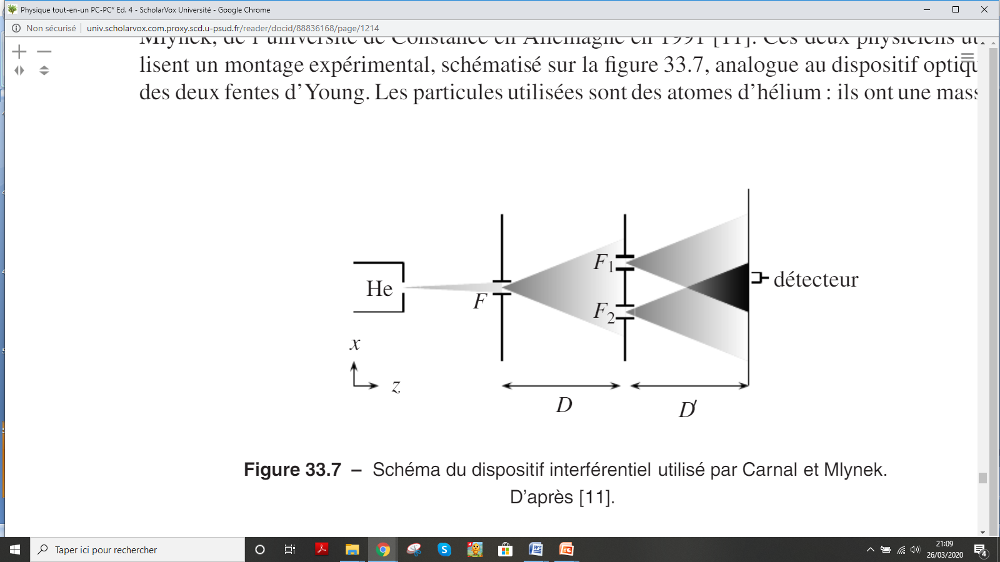 Physique tout-en-un PC-PC* Ed. 4 - ScholarVox Université - Google Chrome
Non sécurisé | univ.scholarvox.com.proxy.scd.u-psud.fr/reader/docid/88836168/page/1214
Mlynek, de l'université de Constance en Allemagne en 1991 [11]. Ces deux physiciens ut
lisent un montage expérimental, schématisé sur la figure 33.7, analogue au dispositif optiqu
des deux fentes d'Young. Les particules utilisées sont des atomes d'hélium : ils ont une mass
F1
détecteur
He
F
F2
x
z
D
D'
Figure 33.7 – Schéma du dispositif interférentiel utilisé par Carnal et Mlynek.
D'après [11].
Taper ici pour rechercher
21:09
26/03/2020
4